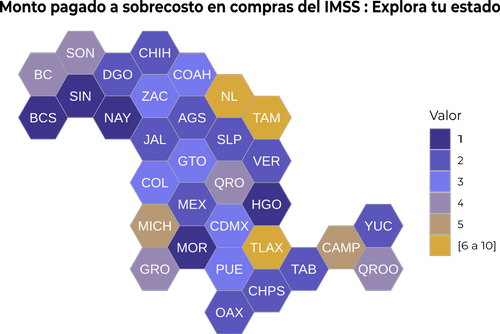 Monto pagado a sobrecosto en compras del IMSS : Explora tu estado
SON
CHIH
BC
DGO
COAH
SIN
ZAC
NL
BCS
NAY
AGS
TAM
JAL
SLP
GTO
VER
COL
QRO
MEX
HGO
MICH
CDMX
YUC
MOR
TLAX
CAMP
GRO
PUE
TAB
QROO
CHPS
OAX
Valor
1
2
3
4
5
[6 a 10]